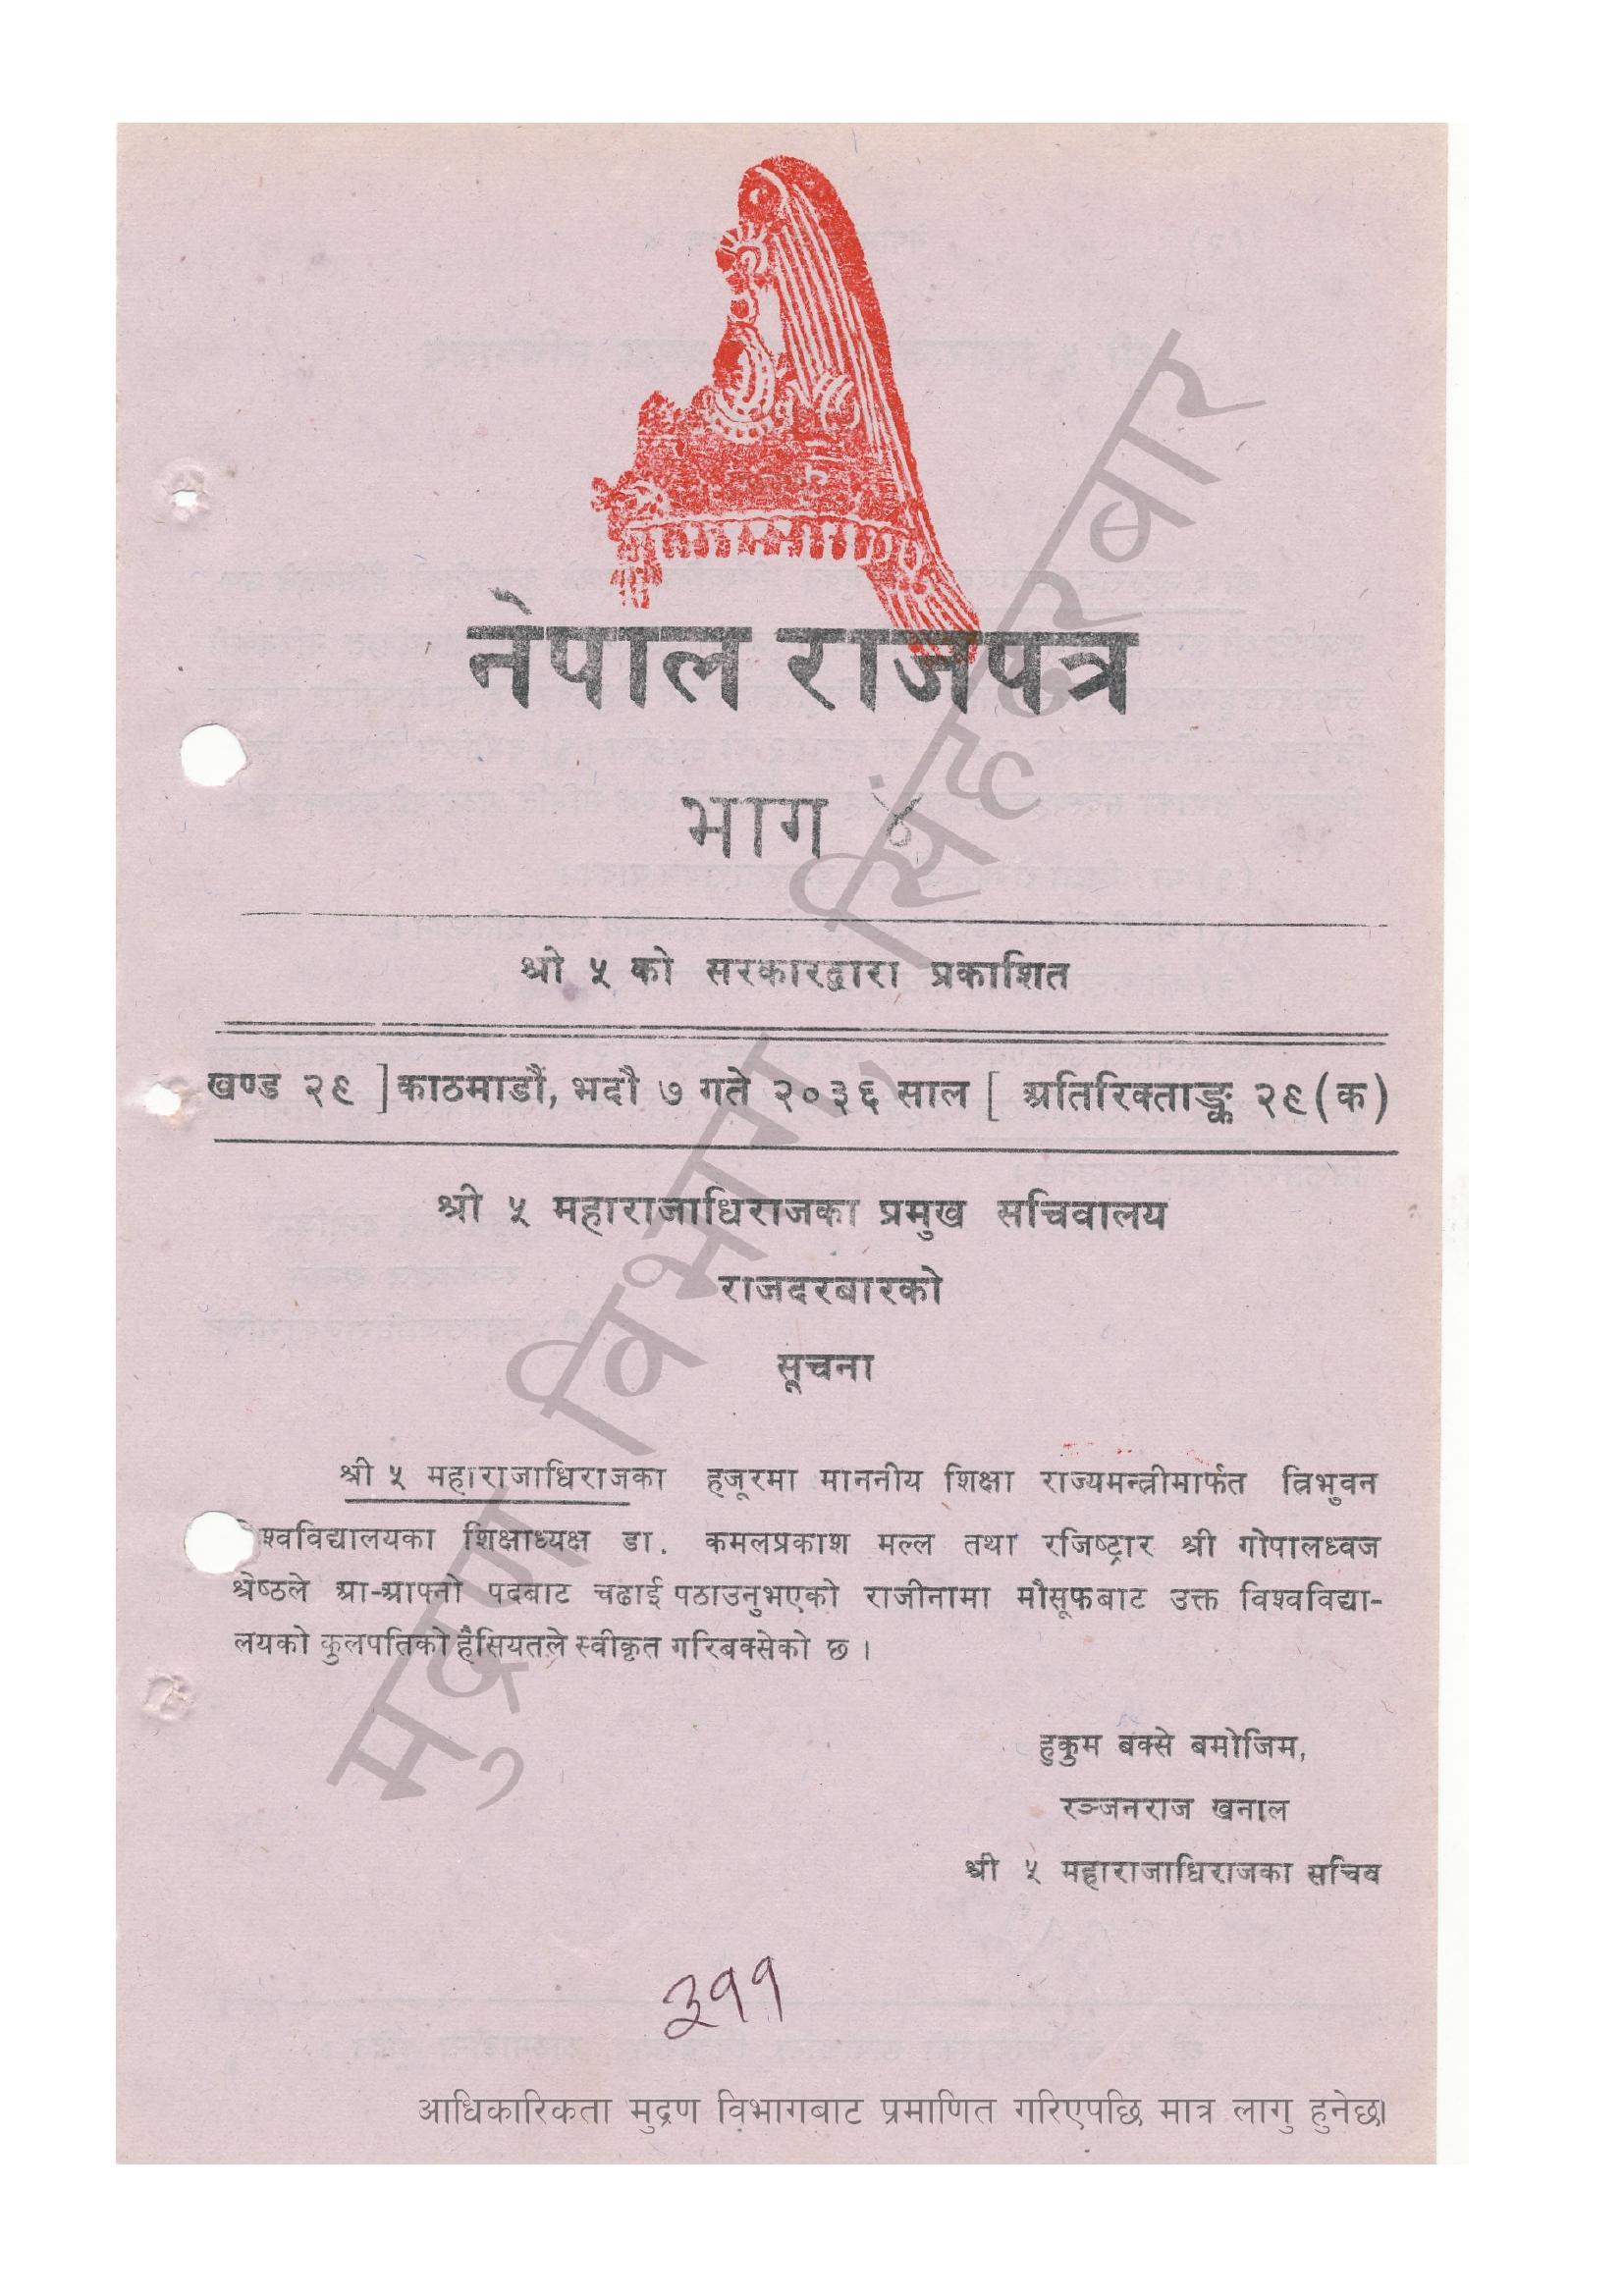 नेपाल राजपत्र
भाग ४
श्री ५ को सरकारद्वारा प्रकाशित
खण्ड २९ ] काठमाडौं, भदौ ७ गते २०३६ साल [ अतिरिक्ताङ्क २९ (क)
श्री ५ महाराजाधिराजका प्रमुख सचिवालय
राजदरबारको
सूचना
श्री ५ महाराजाधिराजका हजूरमा माननीय शिक्षा राज्यमन्त्रीमार्फत त्रिभुवन
विश्वविद्यालयका शिक्षाध्यक्ष डा. कमलप्रकाश मल्ल तथा रजिष्ट्रार श्री गोपालध्वज
श्रेष्ठले आ-आफ्नो पदबाट चढाई पठाउनुभएको राजीनामा मौसूफबाट उक्त विश्वविद्या-
लयको कुलपतिको हैसियतले स्वीकृत गरिबक्सेको छ ।
हुकुम बक्से बमोजिम,
रञ्जनराज खनाल
श्री ५ महाराजाधिराजका सचिव
३११
मुद्रण विभाग, सिंहदरबार
आधिकारिकता मुद्रण विभागबाट प्रमाणित गरिएपछि मात्र लागु हुनेछ।